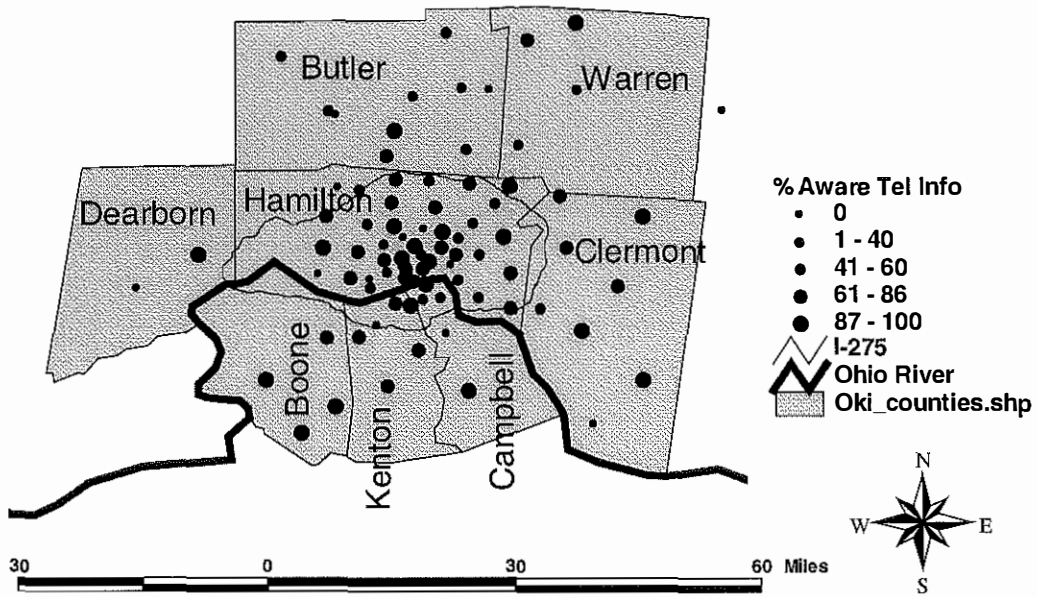 Butler
Warren
Dearborn
Hamilton
Clermont
Boone
Kenton
Campbell
% Aware Tel Info
0
1 - 40
41 - 60
61 - 86
87 - 100
I-275
Ohio River
Oki_counties.shp
N
W E
S
30 0 30 60 Miles